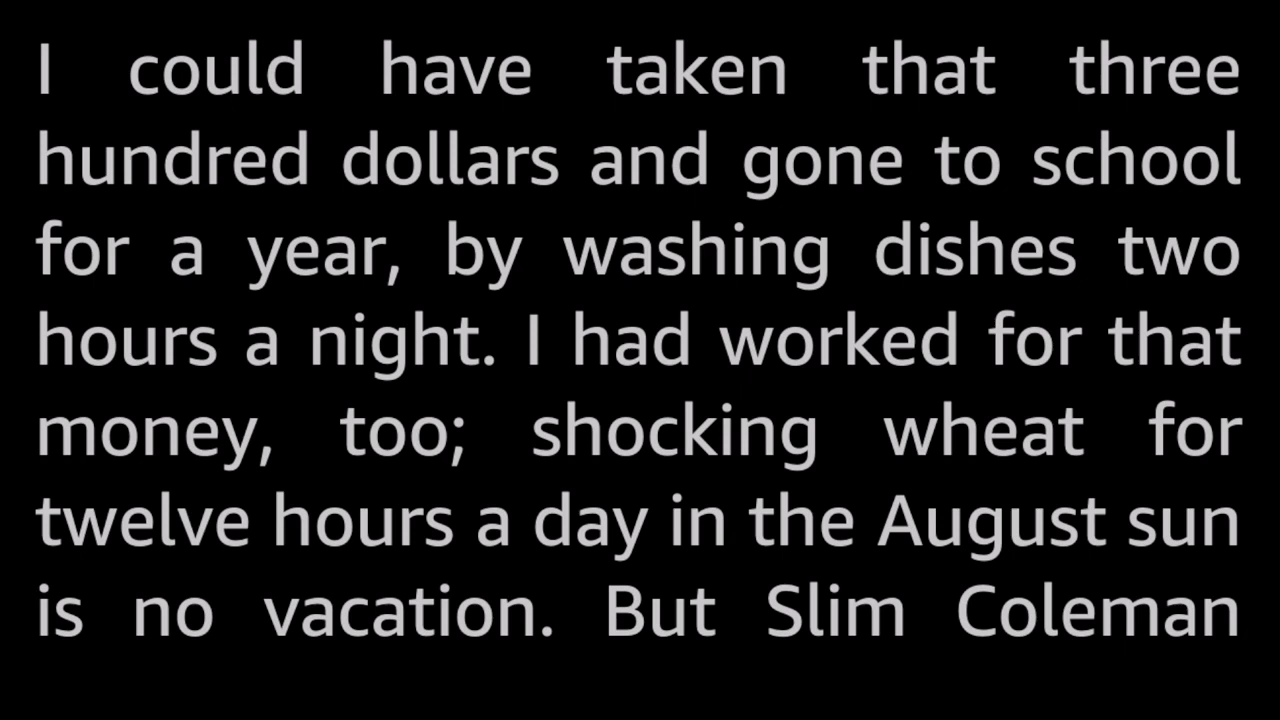 I could have taken that three
hundred dollars and gone to school
for a year, by washing dishes two
hours a night. I had worked for that
money, too; shocking wheat for
twelve hours a day in the August sun
is no vacation. But Slim Coleman